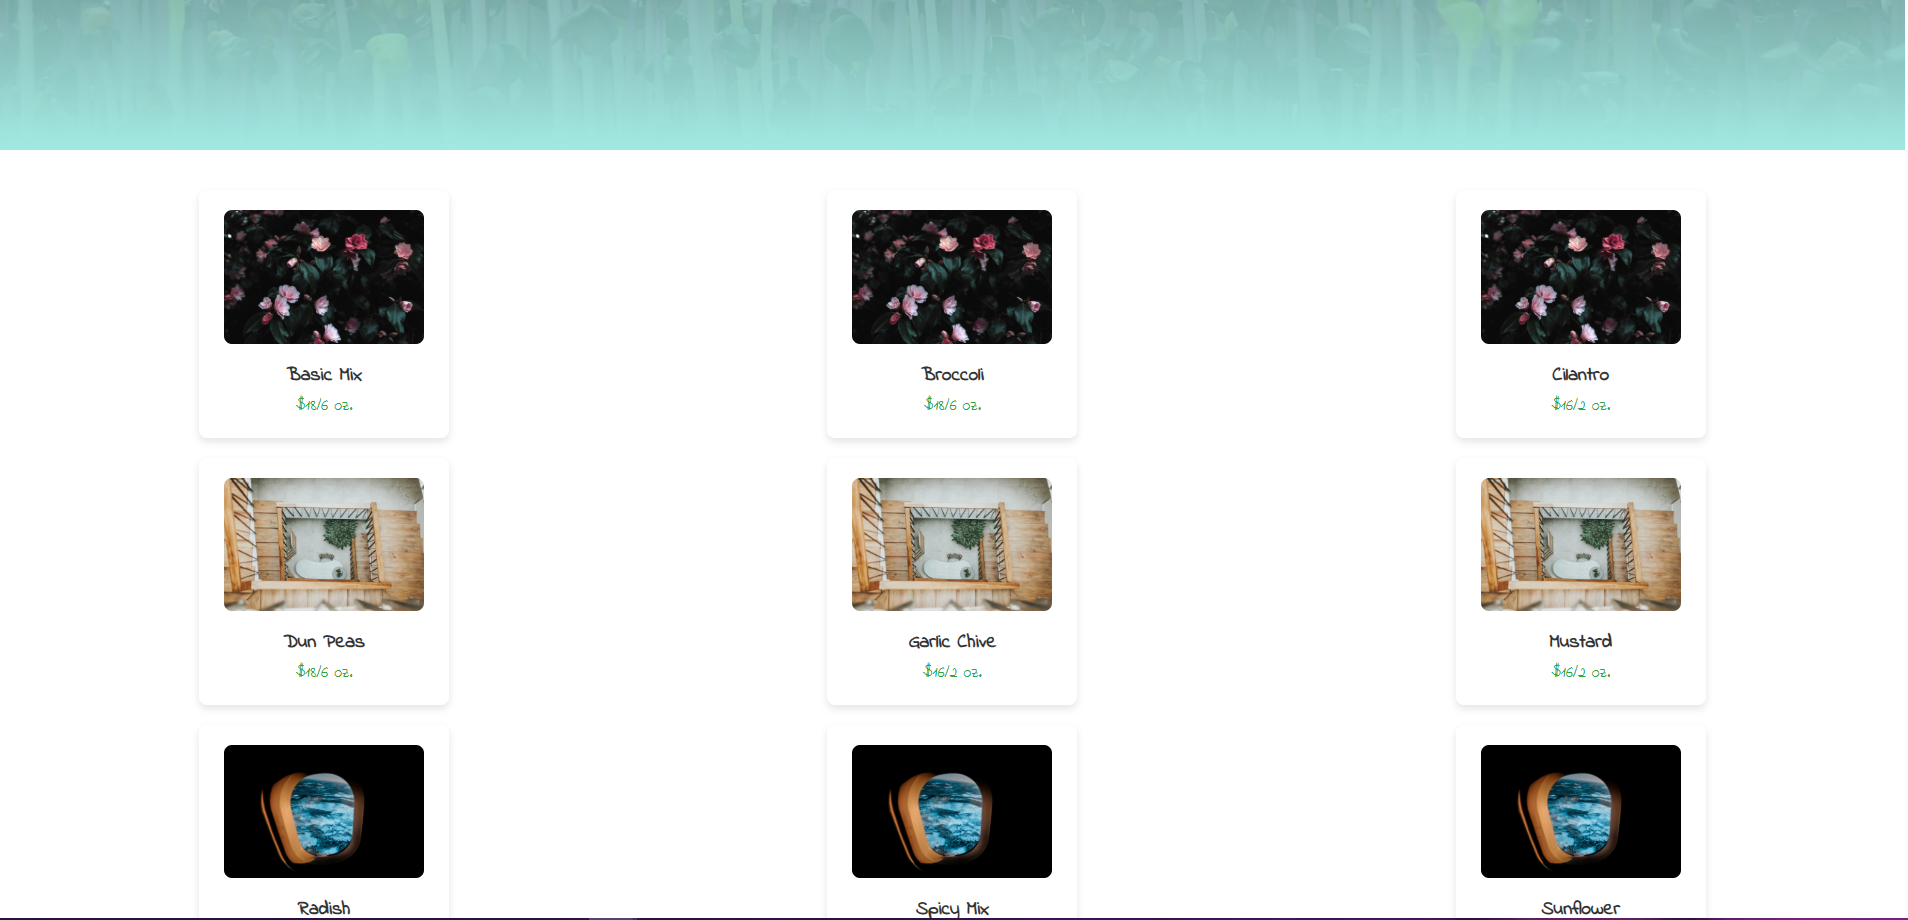 Basic Mix
$18/6 oz.
Broccoli
$18/6 oz.
Cilantro
$16/2 oz.
Dun Peas
$18/6 oz.
Garlic Chive
$16/2 oz.
Mustard
$16/2 oz.
Radish
Spicy Mix
Sunflower